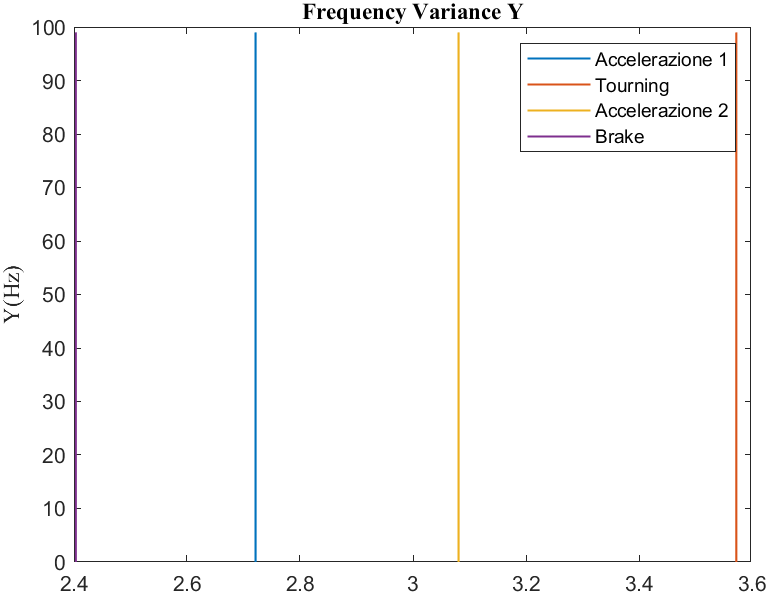 Frequency Variance Y
100
90
80
70
60
50
40
30
20
10
0
Y(Hz)
Accelerazione 1
Tourning
Accelerazione 2
Brake
2.4 2.6 2.8 3 3.2 3.4 3.6